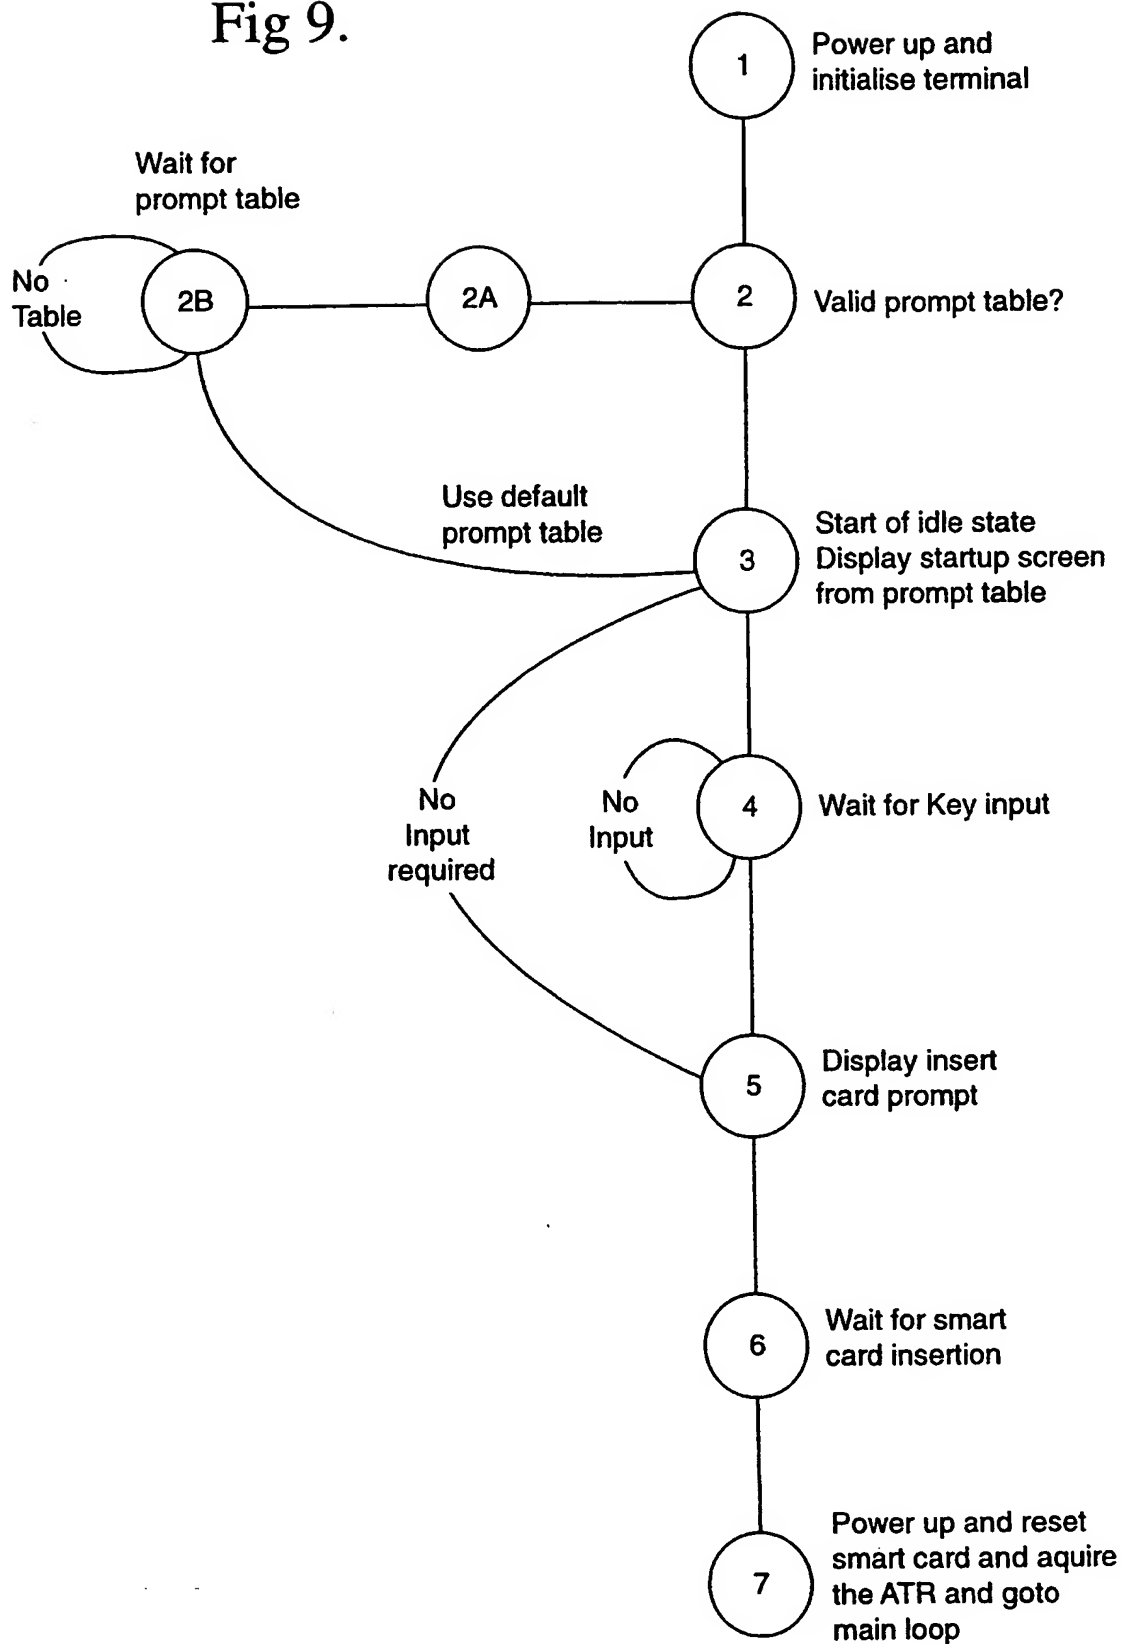 Fig 9.
1
Power up and
initialise terminal
Wait for
prompt table
No
Table
2B
2A
2
Valid prompt table?
Use default
prompt table
3
Start of idle state
Display startup screen
from prompt table
No
Input
required
No
Input
4
Wait for Key input
5
Display insert
card prompt
6
Wait for smart
card insertion
7
Power up and reset
smart card and aquire
the ATR and goto
main loop